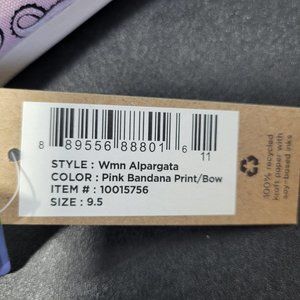 8 89556 88801 6
11
STYLE : Wmn Alpargata
COLOR : Pink Bandana Print/Bow
ITEM # : 10015756
SIZE : 9.5
100% recycled
kraft paper with
soy-based inks